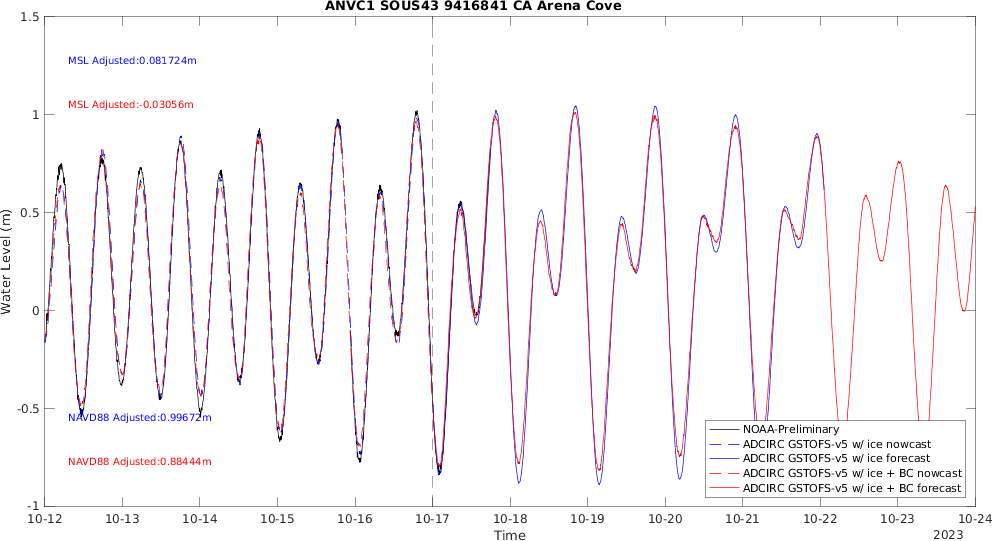 ANVC1 SOUS43 9416841 CA Arena Cove
1.5
1
0.5
0
-0.5
-1
Water Level (m)
MSL Adjusted:0.081724m
MSL Adjusted:-0.03056m
NAVD88 Adjusted:0.99672m
NAVD88 Adjusted:0.88444m
NOAA-Preliminary
ADCIRC GSTOFS-v5 w/ ice nowcast
ADCIRC GSTOFS-v5 w/ ice forecast
ADCIRC GSTOFS-v5 w/ ice + BC nowcast
ADCIRC GSTOFS-v5 w/ ice + BC forecast
10-12 10-13 10-14 10-15 10-16 10-17 10-18 10-19 10-20 10-21 10-22 10-23 10-24
Time
2023